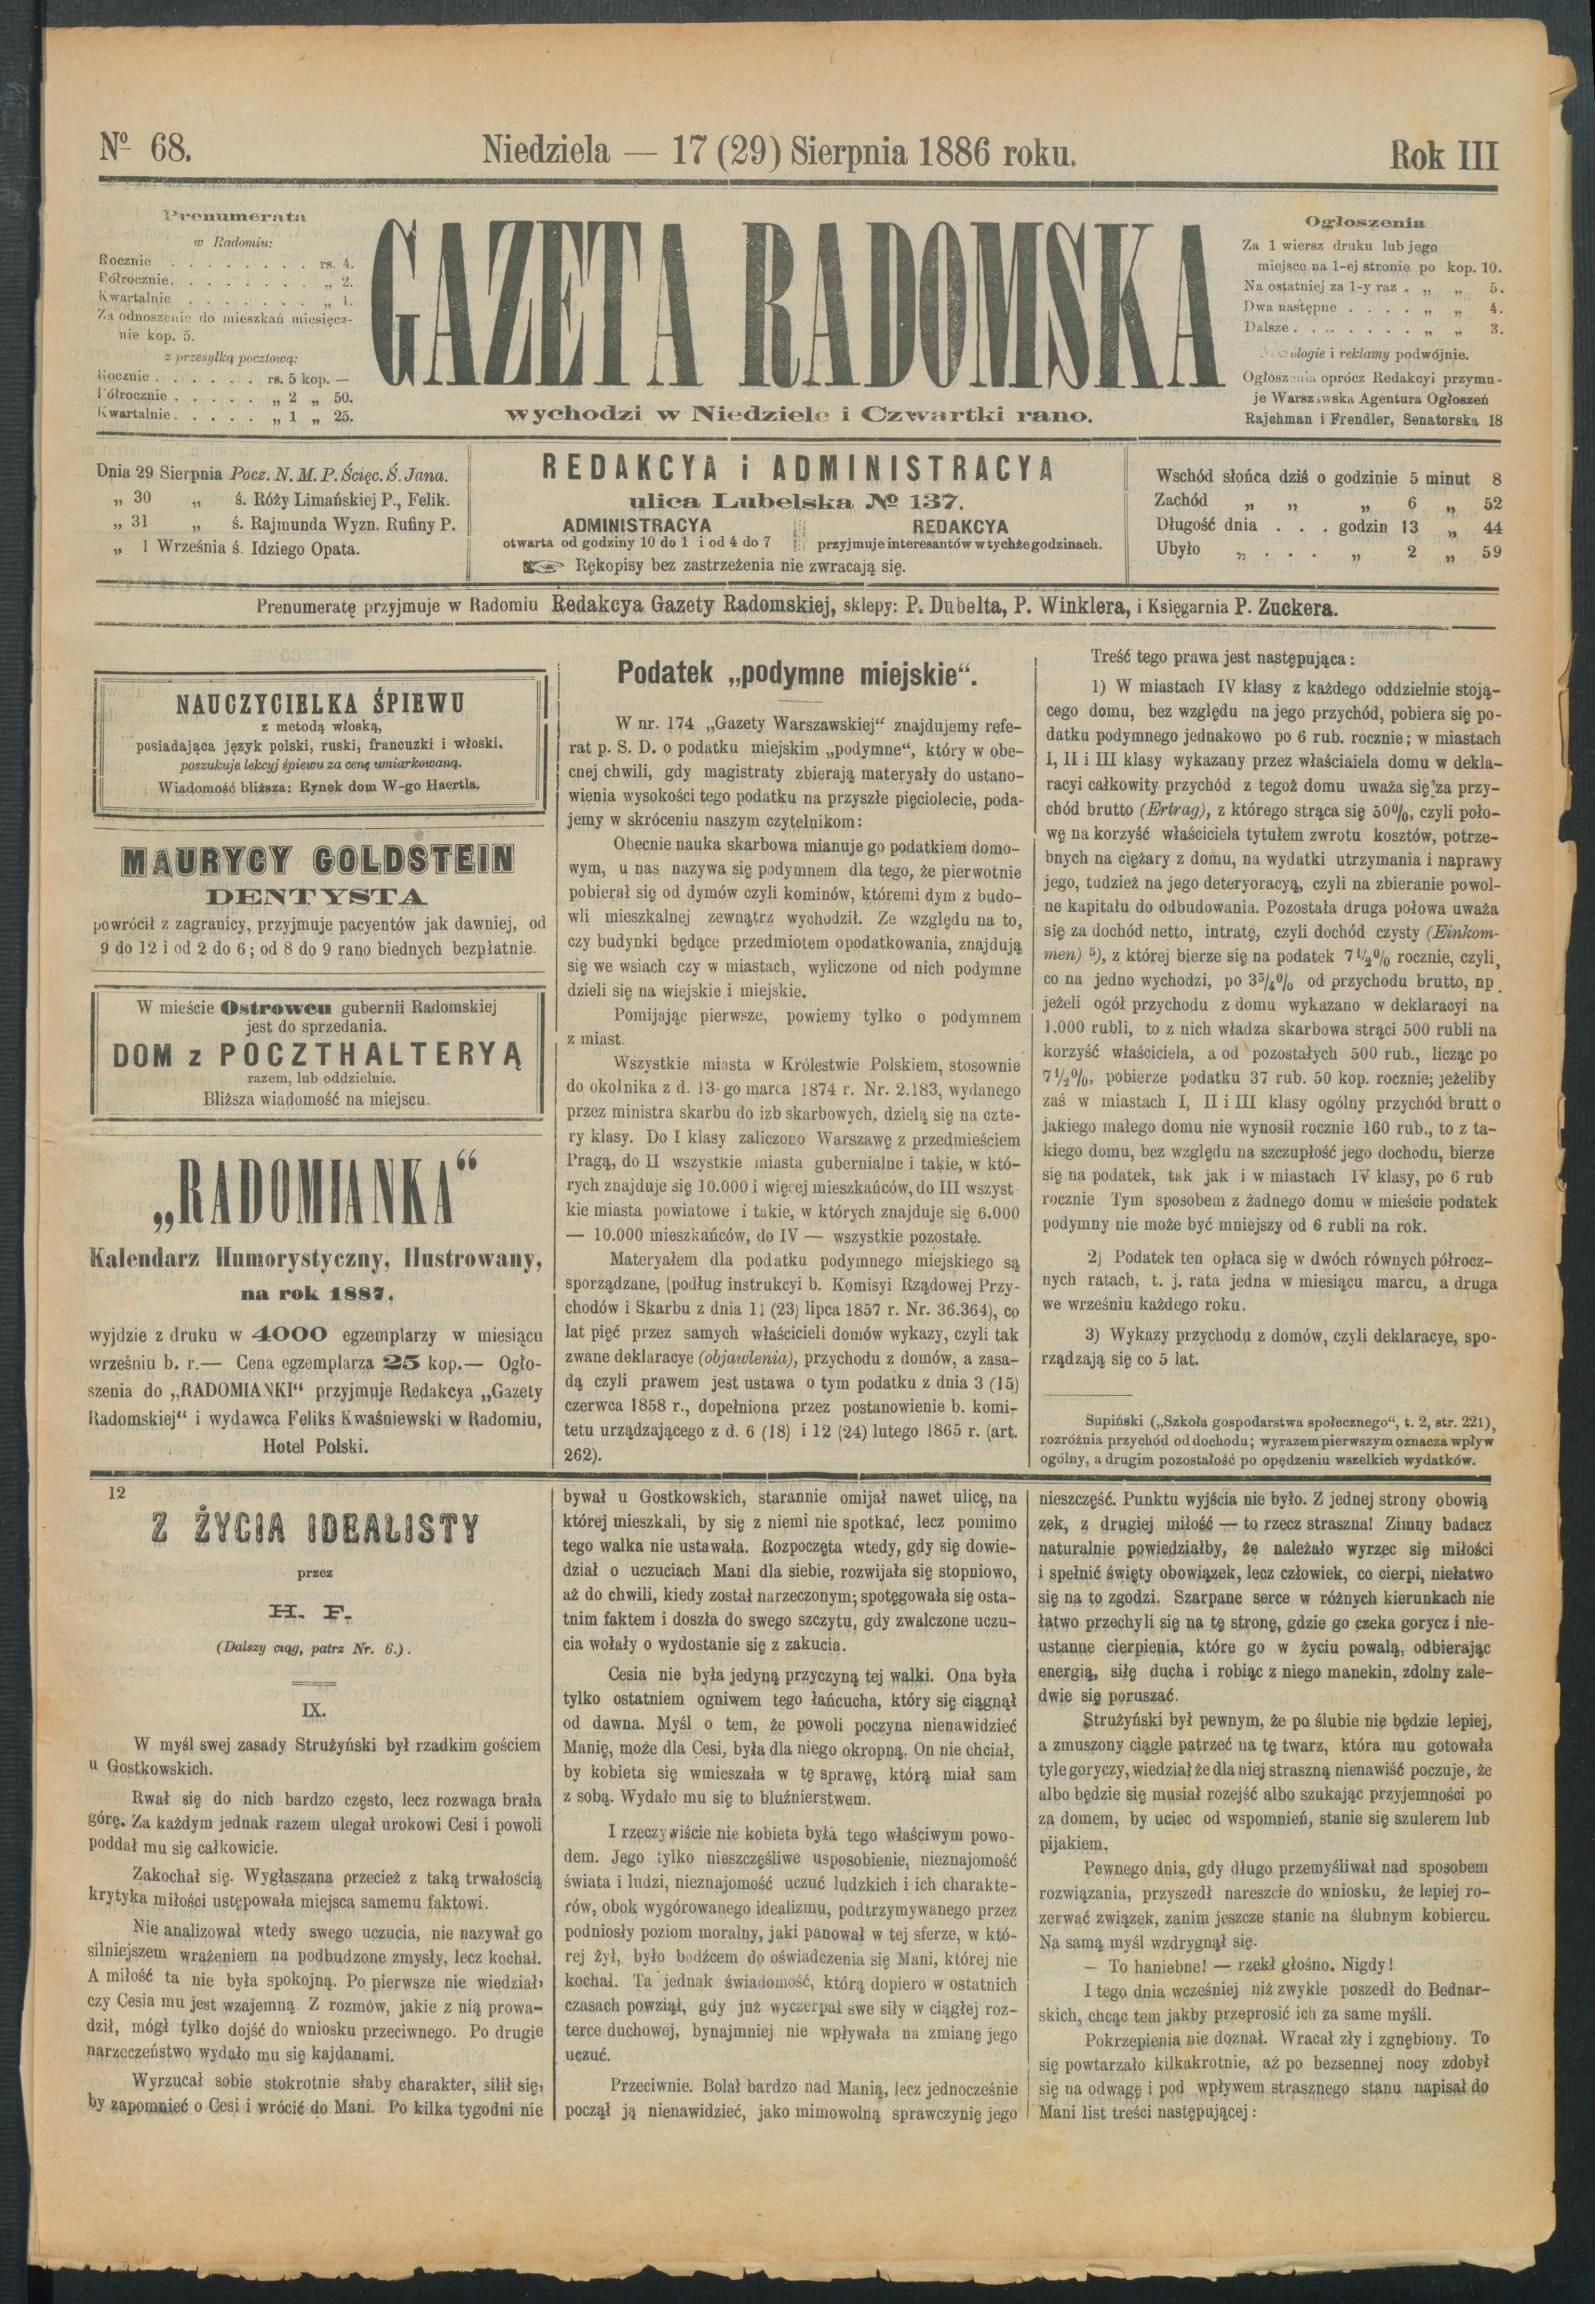 № 68.
Niedziela — 17 (29) Sierpnia 1886 roku.
Rok III
Prenumerata
w Radomiu:
Rocznie . . . . . . . . rs. 4.
Półrocznie. . . . . . . . „ 2.
Kwartalnie . . . . . . . „ 1.
Za odnoszenie do mieszkań miesięcz-
nie kop. 5.
z przesyłką pocztową:
Rocznie . . . . . . rs. 5 kop. —
Półrocznie . . . . . „ 2 „ 50.
Kwartalnie. . . . . „ 1 „ 25.
GAZETA RADOMSKA
wychodzi w Niedziele i Czwartki rano.
Ogłoszenia
Za 1 wiersz druku lub jego
miejsce na 1-ej stronie po kop. 10.
Na ostatniej za 1-y raz . „ „ 5.
Dwa następne . . . . „ „ 4.
Dalsze . . . . . . . „ „ 3.
Nekrologie i reklamy podwójnie.
Ogłoszenia oprócz Redakcyi przymu-
je Warszawska Agentura Ogłoszeń
Rajchman i Frendler, Senatorska 18
Dnia 29 Sierpnia Pocz. N. M. P. Ścięc. Ś. Jana.
„ 30 „ ś. Róży Limańskiej P., Felik.
„ 31 „ ś. Rajmunda Wyzn. Rufiny P.
„ 1 Września ś. Idziego Opata.
REDAKCYA i ADMINISTRACYA
ulica Lubelska № 137.
ADMINISTRACYA
otwarta od godziny 10 do 1 i od 4 do 7
REDAKCYA
przyjmuje interesantów w tychże godzinach.
Rękopisy bez zastrzeżenia nie zwracają się.
Wschód słońca dziś o godzinie 5 minut 8
Zachód „ „ „ 6 „ 52
Długość dnia . . . godzin 13 „ 44
Ubyło „ . . . „ 2 „ 59
Prenumeratę przyjmuje w Radomiu Redakcya Gazety Radomskiej, sklepy: P. Dubelta, P. Winklera, i Księgarnia P. Zuckera.
NAUCZYCIELKA ŚPIEWU
z metodą włoską,
posiadająca język polski, ruski, francuzki i włoski,
poszukuje lekcyj śpiewu za cenę umiarkowaną.
Wiadomość bliższa: Rynek dom W-go Haertla.
MAURYCY GOLDSTEIN
DENTYSTA
powrócił z zagranicy, przyjmuje pacyentów jak dawniej, od
9 do 12 i od 2 do 6; od 8 do 9 rano biednych bezpłatnie.
W mieście Ostrowcu gubernii Radomskiej
jest do sprzedania.
DOM z POCZTHALTERYĄ
razem, lub oddzielnie.
Bliższa wiadomość na miejscu.
„RADOMIANKA“
Kalendarz Humorystyczny, Ilustrowany,
na rok 1887.
wyjdzie z druku w 4000 egzemplarzy w miesiącu
wrześniu b. r.— Cena egzemplarza 25 kop.— Ogło-
szenia do „RADOMIANKI“ przyjmuje Redakcya „Gazety
Radomskiej“ i wydawca Feliks Kwaśniewski w Radomiu,
Hotel Polski.
Podatek „podymne miejskie“.
W nr. 174 „Gazety Warszawskiej“ znajdujemy refe-
rat p. S. D. o podatku miejskim „podymne“, który w obe-
cnej chwili, gdy magistraty zbierają materyały do ustano-
wienia wysokości tego podatku na przyszłe pięciolecie, poda-
jemy w skróceniu naszym czytelnikom:
Obecnie nauka skarbowa mianuje go podatkiem domo-
wym, u nas nazywa się podymnem dla tego, że pierwotnie
pobierał się od dymów czyli kominów, któremi dym z budo-
wli mieszkalnej zewnątrz wychodził. Ze względu na to,
czy budynki będące przedmiotem opodatkowania, znajdują
się we wsiach czy w miastach, wyliczone od nich podymne
dzieli się na wiejskie i miejskie.
Pomijając pierwsze, powiemy tylko o podymnem
z miast.
Wszystkie miasta w Królestwie Polskiem, stosownie
do okolnika z d. 13-go marca 1874 r. Nr. 2.183, wydanego
przez ministra skarbu do izb skarbowych, dzielą się na czte-
ry klasy. Do I klasy zaliczono Warszawę z przedmieściem
Pragą, do II wszystkie miasta gubernialne i takie, w któ-
rych znajduje się 10.000 i więcej mieszkańców, do III wszyst
kie miasta powiatowe i takie, w których znajduje się 6.000
— 10.000 mieszkańców, do IV — wszystkie pozostałe.
Materyałem dla podatku podymnego miejskiego są
sporządzane, (podług instrukcyi b. Komisyi Rządowej Przy-
chodów i Skarbu z dnia 11 (23) lipca 1857 r. Nr. 36.364), co
lat pięć przez samych właścicieli domów wykazy, czyli tak
zwane deklaracye (objawlenia), przychodu z domów, a zasa-
dą czyli prawem jest ustawa o tym podatku z dnia 3 (15)
czerwca 1858 r., dopełniona przez postanowienie b. komi-
tetu urządzającego z d. 6 (18) i 12 (24) lutego 1865 r. (art.
262).
Treść tego prawa jest następująca:
1) W miastach IV klasy z każdego oddzielnie stoją-
cego domu, bez względu na jego przychód, pobiera się po-
datku podymnego jednakowo po 6 rub. rocznie; w miastach
I, II i III klasy wykazany przez właściaiela domu w dekla-
racyi całkowity przychód z tegoż domu uważa się za przy-
chód brutto (Ertrag), z którego strąca się 50%, czyli poło-
wę na korzyść właściciela tytułem zwrotu kosztów, potrze-
bnych na ciężary z domu, na wydatki utrzymania i naprawy
jego, tudzież na jego deteryoracyą, czyli na zbieranie powol-
ne kapitału do odbudowania. Pozostała druga połowa uważa
się za dochód netto, intratę, czyli dochód czysty (Einkom-
men) ⁵), z której bierze się na podatek 7½% rocznie, czyli,
co na jedno wychodzi, po 3¾% od przychodu brutto, np.
jeżeli ogół przychodu z domu wykazano w deklaracyi na
1.000 rubli, to z nich władza skarbowa strąci 500 rubli na
korzyść właściciela, a od pozostałych 500 rub., licząc po
7½%, pobierze podatku 37 rub. 50 kop. rocznie; jeżeliby
zaś w miastach I, II i III klasy ogólny przychód brutto
jakiego małego domu nie wynosił rocznie 160 rub., to z ta-
kiego domu, bez względu na szczupłość jego dochodu, bierze
się na podatek, tak jak i w miastach IV klasy, po 6 rub
rocznie Tym sposobem z żadnego domu w mieście podatek
podymny nie może być mniejszy od 6 rubli na rok.
2) Podatek ten opłaca się w dwóch równych półrocz-
nych ratach, t. j. rata jedna w miesiącu marcu, a druga
we wrześniu każdego roku.
3) Wykazy przychodu z domów, czyli deklaracye, spo-
rządzają się co 5 lat.
Supiński („Szkoła gospodarstwa społecznego“, t. 2, str. 221),
rozróżnia przychód od dochodu; wyrazem pierwszym oznacza wpływ
ogólny, a drugim pozostałość po opędzeniu wszelkich wydatków.
12
Z ŻYCIA IDEALISTY
przez
H. F.
(Dalszy ciąg, patrz Nr. 6.).
IX.
W myśl swej zasady Strużyński był rzadkim gościem
u Gostkowskich.
Rwał się do nich bardzo często, lecz rozwaga brała
górę. Za każdym jednak razem ulegał urokowi Cesi i powoli
poddał mu się całkowicie.
Zakochał się. Wygłaszana przecież z taką trwałością
krytyka miłości ustępowała miejsca samemu faktowi.
Nie analizował wtedy swego uczucia, nie nazywał go
silniejszem wrażeniem na podbudzone zmysły, lecz kochał.
A miłość ta nie była spokojną. Po pierwsze nie wiedział,
czy Cesia mu jest wzajemną. Z rozmów, jakie z nią prowa-
dził, mógł tylko dojść do wniosku przeciwnego. Po drugie
narzeczeństwo wydało mu się kajdanami.
Wyrzucał sobie stokrotnie słaby charakter, silił się,
by zapomnieć o Cesi i wrócić do Mani. Po kilka tygodni nie
bywał u Gostkowskich, starannie omijał nawet ulicę, na
której mieszkali, by się z niemi nie spotkać, lecz pomimo
tego walka nie ustawała. Rozpoczęta wtedy, gdy się dowie-
dział o uczuciach Mani dla siebie, rozwijała się stopniowo,
aż do chwili, kiedy został narzeczonym; spotęgowała się osta-
tnim faktem i doszła do swego szczytu, gdy zwalczone uczu-
cia wołały o wydostanie się z zakucia.
Cesia nie była jedyną przyczyną tej walki. Ona była
tylko ostatniem ogniwem tego łańcucha, który się ciągnął
od dawna. Myśl o tem, że powoli poczyna nienawidzieć
Manię, może dla Cesi, była dla niego okropną. On nie chciał,
by kobieta się wmieszała w tę sprawę, którą miał sam
z sobą. Wydało mu się to bluźnierstwem.
I rzeczywiście nie kobieta była tego właściwym powo-
dem. Jego tylko nieszczęśliwe usposobienie, nieznajomość
świata i ludzi, nieznajomość uczuć ludzkich i ich charakte-
rów, obok wygórowanego idealizmu, podtrzymywanego przez
podniosły poziom moralny, jaki panował w tej sferze, w któ-
rej żył, było bodźcem do oświadczenia się Mani, której nie
kochał. Ta jednak świadomość, którą dopiero w ostatnich
czasach powziął, gdy już wyczerpał swe siły w ciągłej roz-
terce duchowej, bynajmniej nie wpływała na zmianę jego
uczuć.
Przeciwnie. Bolał bardzo nad Manią, lecz jednocześnie
począł ją nienawidzieć, jako mimowolną sprawczynię jego
nieszczęść. Punktu wyjścia nie było. Z jednej strony obowią
zek, z drugiej miłość — to rzecz straszna! Zimny badacz
naturalnie powiedziałby, że należało wyrzec się miłości
i spełnić święty obowiązek, lecz człowiek, co cierpi, niełatwo
się na to zgodzi. Szarpane serce w różnych kierunkach nie
łatwo przechyli się na tę stronę, gdzie go czeka gorycz i nie-
ustanne cierpienia, które go w życiu powalą, odbierając
energią, siłę ducha i robiąc z niego manekin, zdolny zale-
dwie się poruszać.
Strużyński był pewnym, że po ślubie nie będzie lepiej,
a zmuszony ciągle patrzeć na tę twarz, która mu gotowała
tyle goryczy, wiedział że dla niej straszną nienawiść poczuje, że
albo będzie się musiał rozejść albo szukając przyjemności po
za domem, by uciec od wspomnień, stanie się szulerem lub
pijakiem.
Pewnego dnia, gdy długo przemyśliwał nad sposobem
rozwiązania, przyszedł nareszcie do wniosku, że lepiej ro-
zerwać związek, zanim jeszcze stanie na ślubnym kobiercu.
Na samą myśl wzdrygnął się.
— To haniebne! — rzekł głośno. Nigdy!
I tego dnia wcześniej niż zwykle poszedł do Bednar-
skich, chcąc tem jakby przeprosić ich za same myśli.
Pokrzepienia nie doznał. Wracał zły i zgnębiony. To
się powtarzało kilkakrotnie, aż po bezsennej nocy zdobył
się na odwagę i pod wpływem strasznego stanu napisał do
Mani list treści następującej: